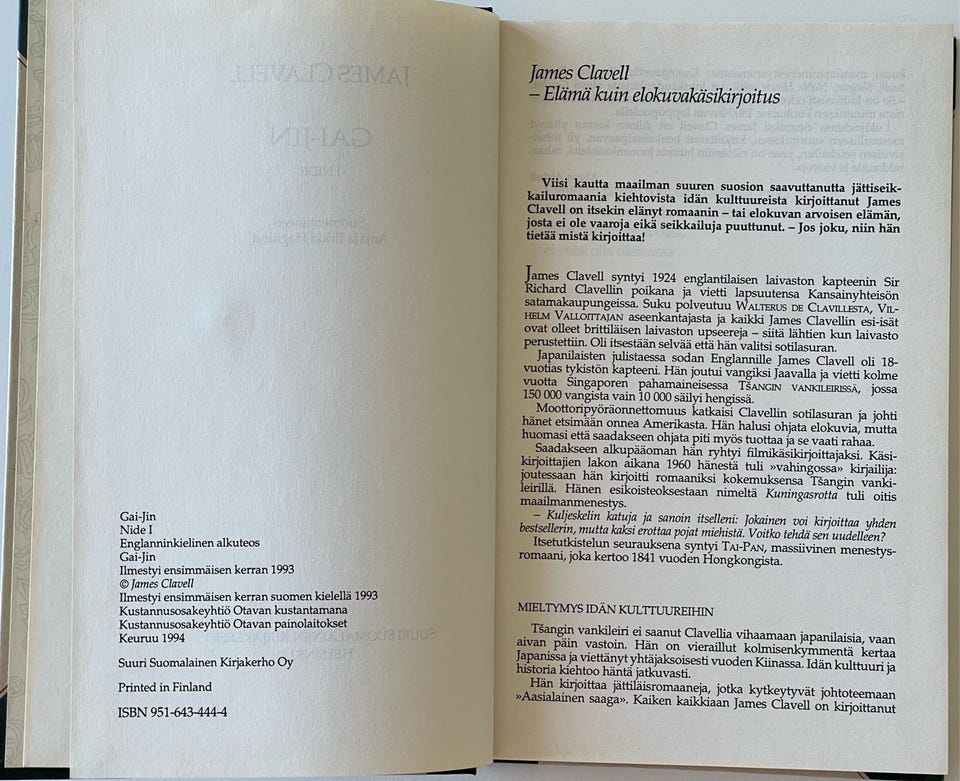 Gai-Jin
Nide I
Englanninkielinen alkuteos
Gai-Jin
Ilmestyi ensimmäisen kerran 1993
© James Clavell
Ilmestyi ensimmäisen kerran suomen kielellä 1993
Kustannusosakeyhtiö Otavan kustantamana
Kustannusosakeyhtiö Otavan painolaitokset
Keuruu 1994
Suuri Suomalainen Kirjakerho Oy
Printed in Finland
ISBN 951-643-444-4
James Clavell
– Elämä kuin elokuvakäsikirjoitus
Viisi kautta maailman suuren suosion saavuttanutta jättiseik-
kailuromaania kiehtovista idän kulttuureista kirjoittanut James
Clavell on itsekin elänyt romaanin – tai elokuvan arvoisen elämän,
josta ei ole vaaroja eikä seikkailuja puuttunut. – Jos joku, niin hän
tietää mistä kirjoittaa!
James Clavell syntyi 1924 englantilaisen laivaston kapteenin Sir
Richard Clavellin poikana ja vietti lapsuutensa Kansainyhteisön
satamakaupungeissa. Suku polveutuu WALTERUS DE CLAVILLESTA, VIL-
HELM VALLOITTAJAN aseenkantajasta ja kaikki James Clavellin esi-isät
ovat olleet brittiläisen laivaston upseereja – siitä lähtien kun laivasto
perustettiin. Oli itsestään selvää että hän valitsi sotilasuran.
Japanilaisten julistaessa sodan Englannille James Clavell oli 18-
vuotias tykistön kapteeni. Hän joutui vangiksi Jaavalla ja vietti kolme
vuotta Singaporen pahamaineisessa TŠANGIN VANKILEIRISSÄ, jossa
150 000 vangista vain 10 000 säilyi hengissä.
Moottoripyöräonnettomuus katkaisi Clavellin sotilasuran ja johti
hänet etsimään onnea Amerikasta. Hän halusi ohjata elokuvia, mutta
huomasi että saadakseen ohjata piti myös tuottaa ja se vaati rahaa.
Saadakseen alkupääoman hän ryhtyi filmikäsikirjoittajaksi. Käsi-
kirjoittajien lakon aikana 1960 hänestä tuli »vahingossa» kirjailija:
joutessaan hän kirjoitti romaaniksi kokemuksensa Tšangin vanki-
leirillä. Hänen esikoisteoksestaan nimeltä Kuningasrotta tuli oitis
maailmanmenestys.
– Kuljeskelin katuja ja sanoin itselleni: Jokainen voi kirjoittaa yhden
bestsellerin, mutta kaksi erottaa pojat miehistä. Voitko tehdä sen uudelleen?
Itsetutkistelun seurauksena syntyi TAI-PAN, massiivinen menestys-
romaani, joka kertoo 1841 vuoden Hongkongista.
MIELTYMYS IDÄN KULTTUUREIHIN
Tšangin vankileiri ei saanut Clavellia vihaamaan japanilaisia, vaan
aivan päin vastoin. Hän on vieraillut kolmisenkymmentä kertaa
Japanissa ja viettänyt yhtäjaksoisesti vuoden Kiinassa. Idän kulttuuri ja
historia kiehtoo häntä jatkuvasti.
Hän kirjoittaa jättiläisromaaneja, jotka kytkeytyvät johtoteemaan
»Aasialainen saaga». Kaiken kaikkiaan James Clavell on kirjoittanut